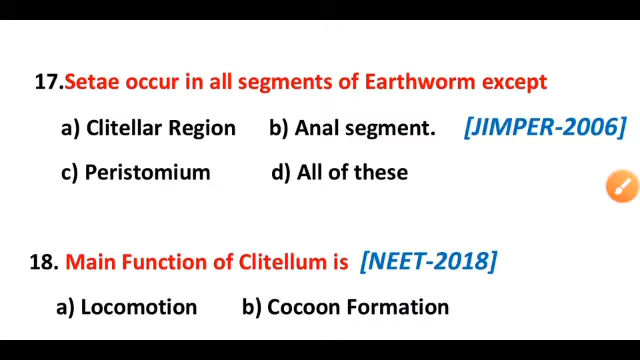 17.Setae occur in all segments of Earthworm except
a) Clitellar Region b) Anal segment. [JIMPER-2006]
c) Peristomium d) All of these
18. Main Function of Clitellum is [NEET-2018]
a) Locomotion b) Cocoon Formation